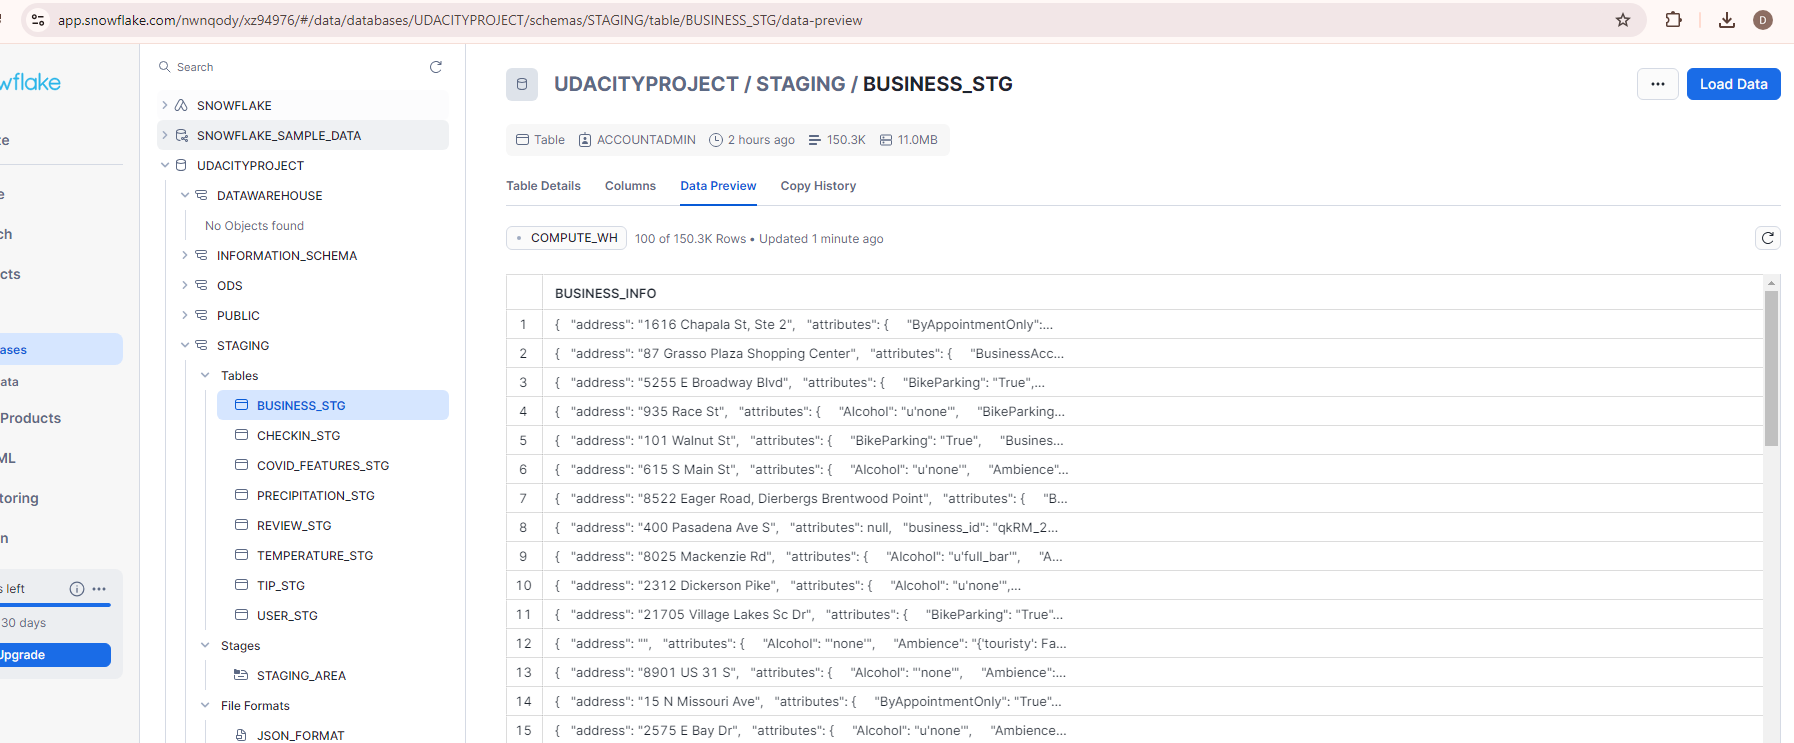 app.snowflake.com/nwnqody/xz94976/#/data/databases/UDACITYPROJECT/schemas/STAGING/table/BUSINESS_STG/data-preview
D
wflake
te
e
ch
cts
ases
ata
Products
ML
toring
n
s left
30 days
Upgrade
Search
SNOWFLAKE
SNOWFLAKE_SAMPLE_DATA
UDACITYPROJECT
DATAWAREHOUSE
No Objects found
INFORMATION_SCHEMA
ODS
PUBLIC
STAGING
Tables
BUSINESS_STG
CHECKIN_STG
COVID_FEATURES_STG
PRECIPITATION_STG
REVIEW_STG
TEMPERATURE_STG
TIP_STG
USER_STG
Stages
STAGING_AREA
File Formats
JSON_FORMAT
UDACITYPROJECT / STAGING / BUSINESS_STG
... Load Data
Table ACCOUNTADMIN 2 hours ago 150.3K 11.0MB
Table Details Columns Data Preview Copy History
COMPUTE_WH 100 of 150.3K Rows • Updated 1 minute ago
BUSINESS_INFO
1 { "address": "1616 Chapala St, Ste 2", "attributes": { "ByAppointmentOnly":...
2 { "address": "87 Grasso Plaza Shopping Center", "attributes": { "BusinessAcc...
3 { "address": "5255 E Broadway Blvd", "attributes": { "BikeParking": "True",...
4 { "address": "935 Race St", "attributes": { "Alcohol": "u'none'", "BikeParking...
5 { "address": "101 Walnut St", "attributes": { "BikeParking": "True", "Busines...
6 { "address": "615 S Main St", "attributes": { "Alcohol": "u'none'", "Ambience"...
7 { "address": "8522 Eager Road, Dierbergs Brentwood Point", "attributes": { "B...
8 { "address": "400 Pasadena Ave S", "attributes": null, "business_id": "qkRM_2...
9 { "address": "8025 Mackenzie Rd", "attributes": { "Alcohol": "u'full_bar'", "A...
10 { "address": "2312 Dickerson Pike", "attributes": { "Alcohol": "u'none'",...
11 { "address": "21705 Village Lakes Sc Dr", "attributes": { "BikeParking": "True"...
12 { "address": "", "attributes": { "Alcohol": "'none'", "Ambience": "{'touristy': Fa...
13 { "address": "8901 US 31 S", "attributes": { "Alcohol": "'none'", "Ambience":...
14 { "address": "15 N Missouri Ave", "attributes": { "ByAppointmentOnly": "True"...
15 { "address": "2575 E Bay Dr", "attributes": { "Alcohol": "u'none'", "Ambience...